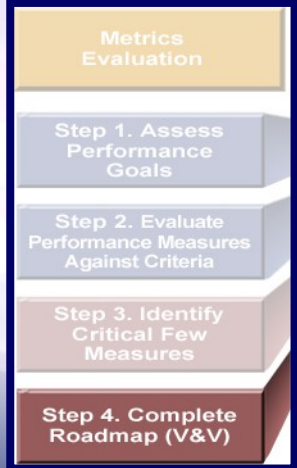 Metrics
Evaluation
Step 1. Assess
Performance
Goals
Step 2. Evaluate
Performance Measures
Against Criteria
Step 3. Identify
Critical Few
Measures
Step 4. Complete
Roadmap (V&V)